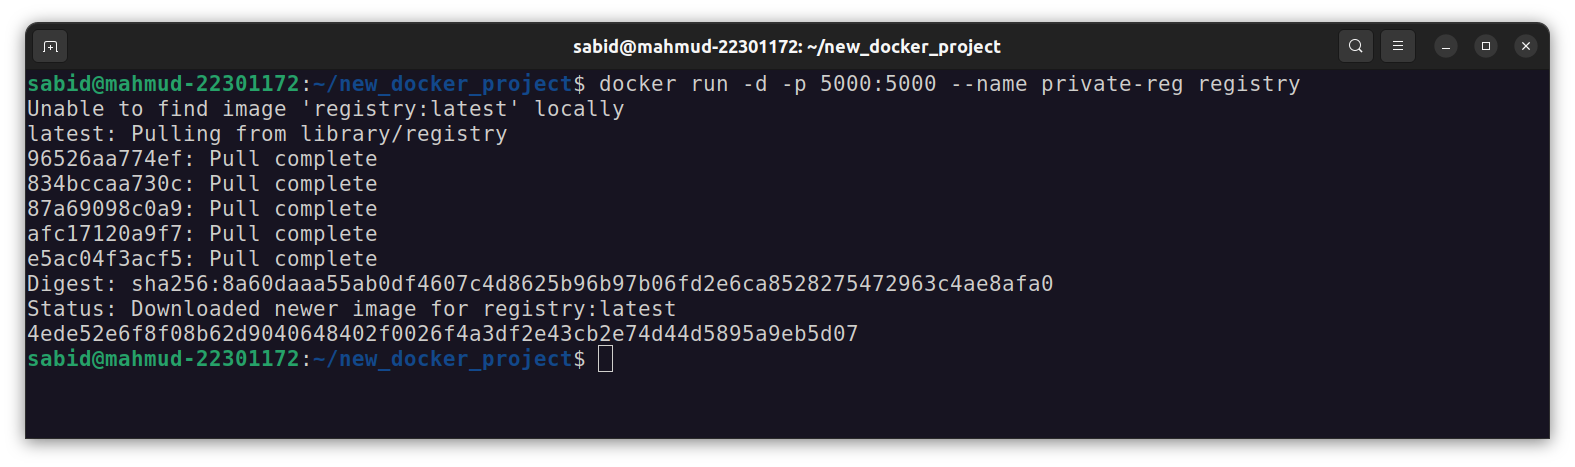 sabid@mahmud-22301172: ~/new_docker_project
sabid@mahmud-22301172:~/new_docker_project$ docker run -d -p 5000:5000 --name private-reg registry
Unable to find image 'registry:latest' locally
latest: Pulling from library/registry
96526aa774ef: Pull complete
834bccaa730c: Pull complete
87a69098c0a9: Pull complete
afc17120a9f7: Pull complete
e5ac04f3acf5: Pull complete
Digest: sha256:8a60daaa55ab0df4607c4d8625b96b97b06fd2e6ca8528275472963c4ae8afa0
Status: Downloaded newer image for registry:latest
4ede52e6f8f08b62d9040648402f0026f4a3df2e43cb2e74d44d5895a9eb5d07
sabid@mahmud-22301172:~/new_docker_project$